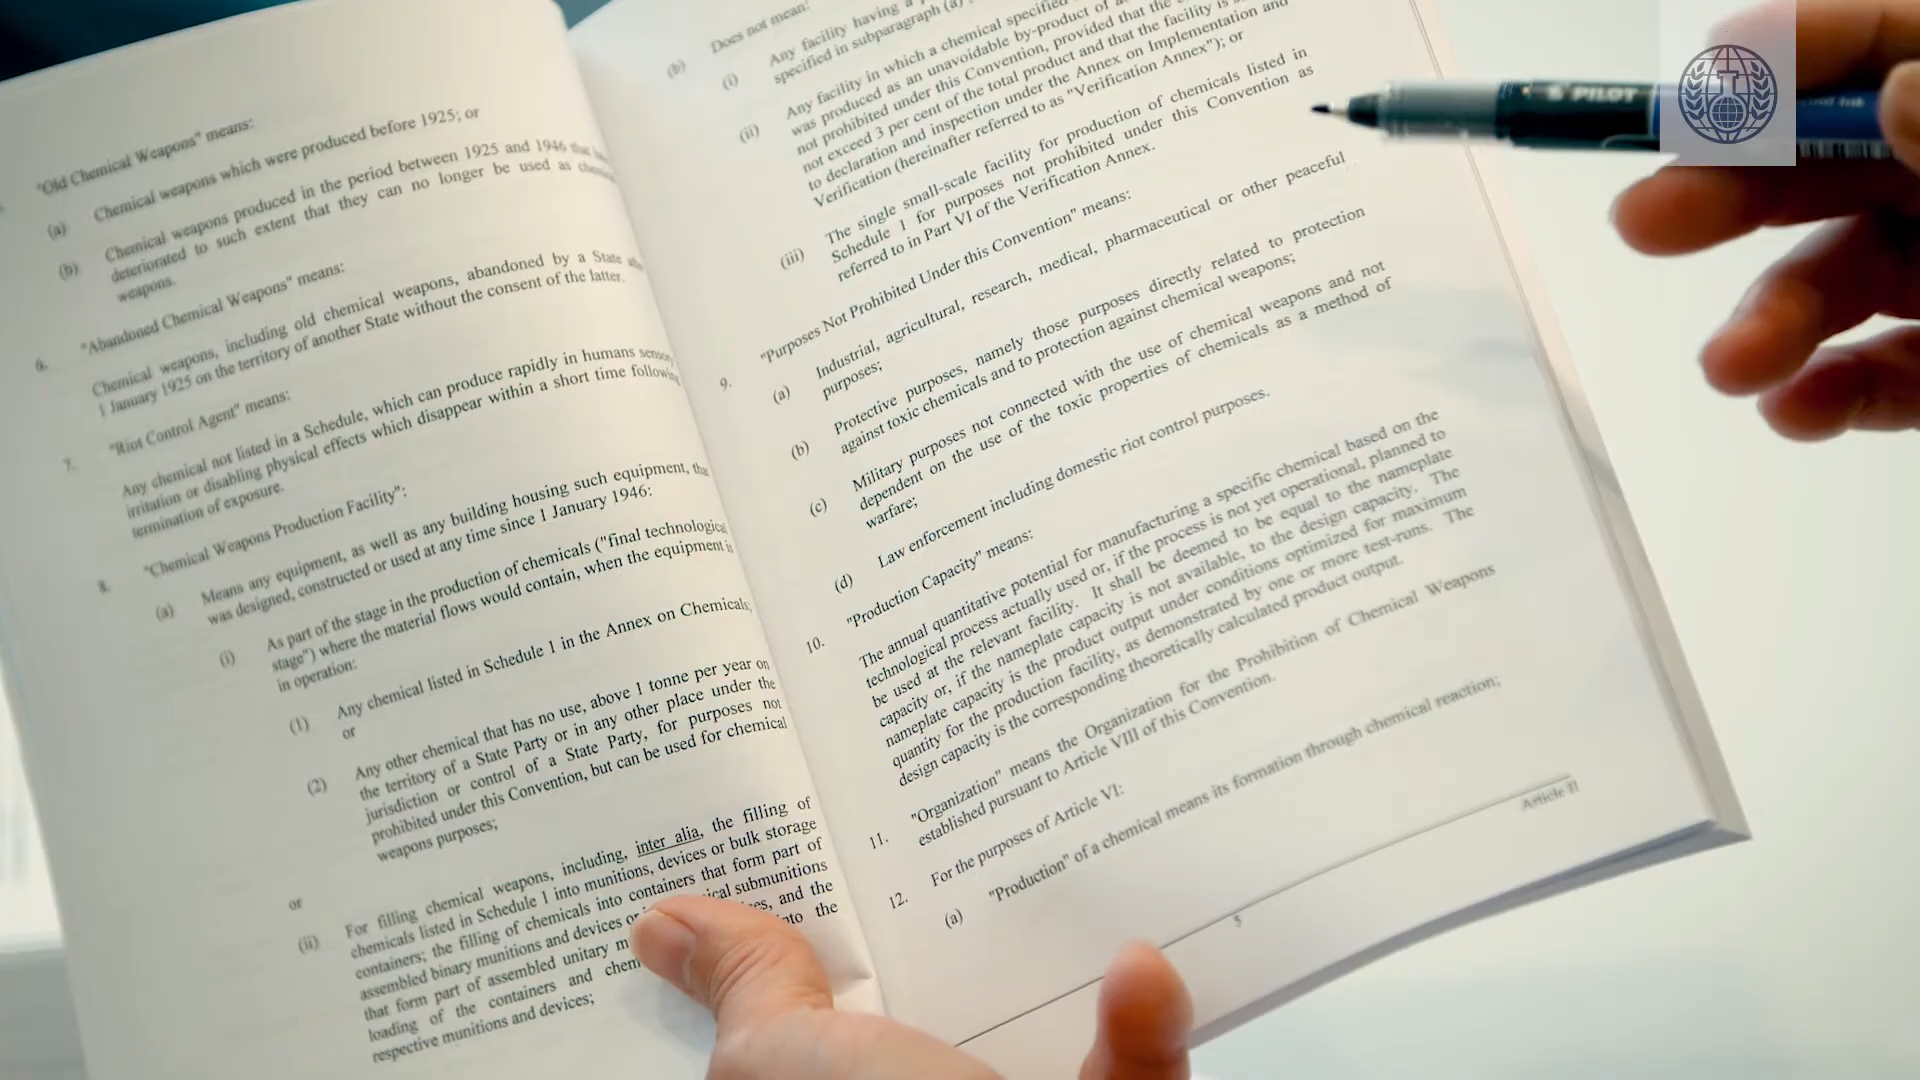 "Old Chemical Weapons" means:
(a) Chemical weapons which were produced before 1925; or
(b) Chemical weapons produced in the period between 1925 and 1946 that
deteriorated to such extent that they can no longer be used as
weapons.
6. "Abandoned Chemical Weapons" means:
Chemical weapons, including old chemical weapons, abandoned by a State
1 January 1925 on the territory of another State without the consent of the latter.
7. "Riot Control Agent" means:
Any chemical not listed in a Schedule, which can produce rapidly in humans
irritation or disabling physical effects which disappear within a short time
termination of exposure.
8. "Chemical Weapons Production Facility":
(a) Means any equipment, as well as any building housing such equipment,
was designed, constructed or used at any time since 1 January 1946:
(i) As part of the stage in the production of chemicals ("final
stage") where the material flows would contain, when the equipment
in operation:
(1) Any chemical listed in Schedule 1 in the Annex on Chemicals;
or
(2) Any other chemical that has no use, above 1 tonne per year on
the territory of a State Party or in any other place under the
jurisdiction or control of a State Party, for purposes not
prohibited under this Convention, but can be used for chemical
weapons purposes;
or
(ii) For filling chemical weapons, including, inter alia, the filling of
chemicals listed in Schedule 1 into munitions, devices or bulk storage
containers; the filling of chemicals into containers that form part of
assembled binary munitions and devices or submunitions
that form part of assembled unitary and the
loading of the containers and the
respective munitions and devices;
(b) Does not mean:
(i) Any facility having a
specified in subparagraph (a)
(ii) Any facility in which a chemical specified
was produced as an unavoidable by-product of
not prohibited under this Convention, provided that the
not exceed 3 per cent of the total product and that the facility is
to declaration and inspection under the Annex on Implementation and
Verification (hereinafter referred to as "Verification Annex"); or
(iii) The single small-scale facility for production of chemicals listed in
Schedule 1 for purposes not prohibited under this Convention as
referred to in Part VI of the Verification Annex.
9. "Purposes Not Prohibited Under this Convention" means:
(a) Industrial, agricultural, research, medical, pharmaceutical or other peaceful
purposes;
(b) Protective purposes, namely those purposes directly related to protection
against toxic chemicals and to protection against chemical weapons;
(c) Military purposes not connected with the use of chemical weapons and not
dependent on the use of the toxic properties of chemicals as a method of
warfare;
(d) Law enforcement including domestic riot control purposes.
10. "Production Capacity" means:
The annual quantitative potential for manufacturing a specific chemical based on the
technological process actually used or, if the process is not yet operational, planned to
be used at the relevant facility. It shall be deemed to be equal to the nameplate
capacity or, if the nameplate capacity is not available, to the design capacity. The
nameplate capacity is the product output under conditions optimized for maximum
quantity for the production facility, as demonstrated by one or more test-runs. The
design capacity is the corresponding theoretically calculated product output.
11. "Organization" means the Organization for the Prohibition of Chemical Weapons
established pursuant to Article VIII of this Convention.
12. For the purposes of Article VI:
(a) "Production" of a chemical means its formation through chemical reaction;
Article II
5
PILOT